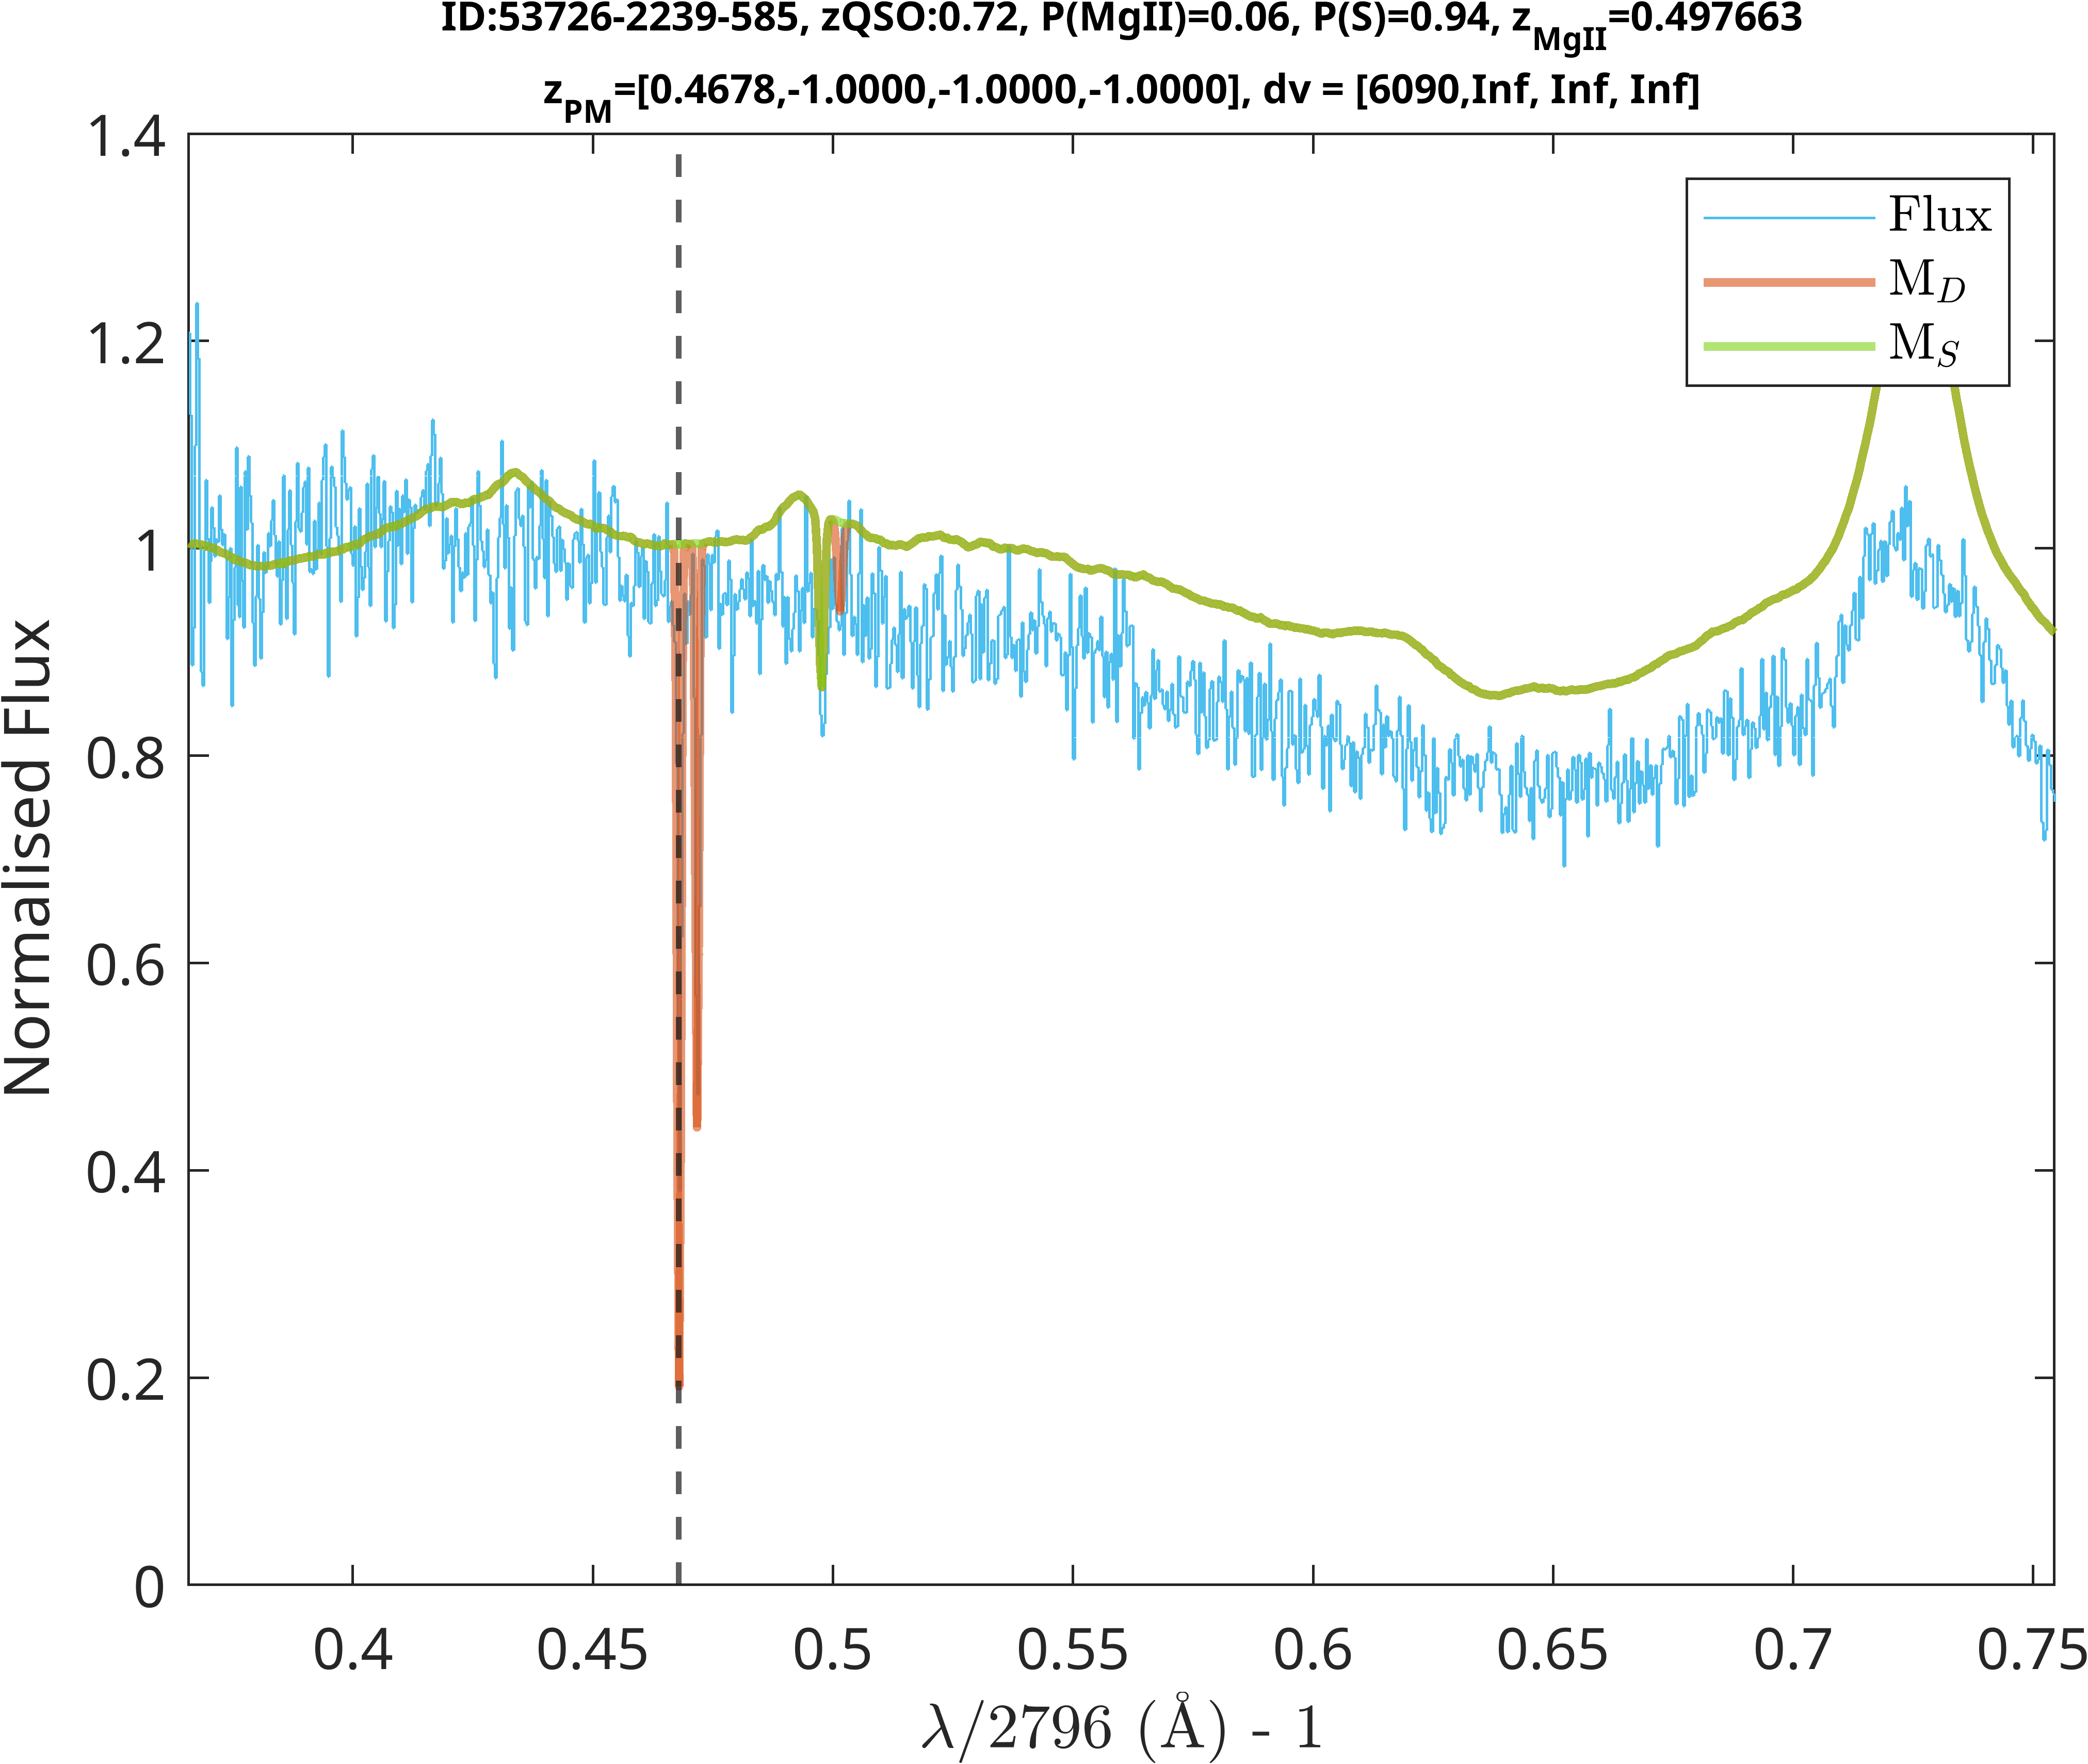 ID:53726-2239-585, zQSO:0.72, P(MgII)=0.06, P(S)=0.94, zMgII=0.497663
zPM=[0.4678,-1.0000,-1.0000,-1.0000], dv = [6090,Inf, Inf, Inf]
1.4
1.2
1
0.8
0.6
0.4
0.2
0
Normalised Flux
Flux
MD
MS
0.4
0.45
0.5
0.55
0.6
0.65
0.7
0.75
λ/2796 (Å) - 1